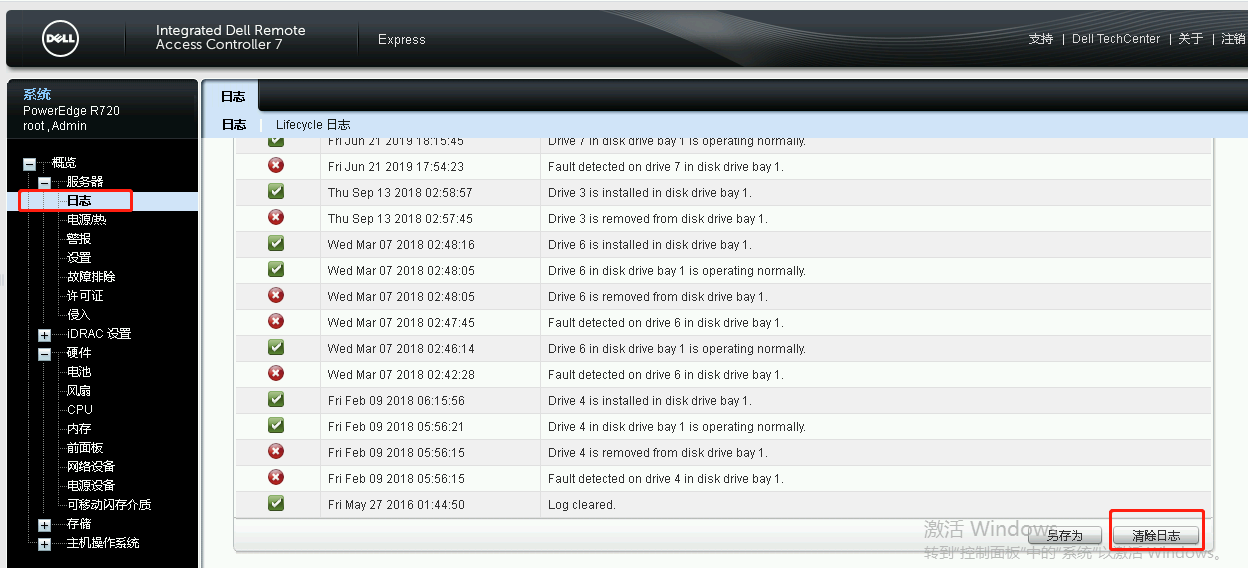 DELL
Integrated Dell Remote
Access Controller 7
Express
支持 | Dell TechCenter | 关于 | 注销
系统
PowerEdge R720
root , Admin
概览
服务器
日志
电源/热
警报
设置
故障排除
许可证
侵入
iDRAC 设置
硬件
电池
风扇
CPU
内存
前面板
网络设备
电源设备
可移动闪存介质
存储
主机操作系统
日志
日志 | Lifecycle 日志
Fri Jun 21 2019 18:15:45 Drive 7 in disk drive bay 1 is operating normally.
Fri Jun 21 2019 17:54:23 Fault detected on drive 7 in disk drive bay 1.
Thu Sep 13 2018 02:58:57 Drive 3 is installed in disk drive bay 1.
Thu Sep 13 2018 02:57:45 Drive 3 is removed from disk drive bay 1.
Wed Mar 07 2018 02:48:16 Drive 6 is installed in disk drive bay 1.
Wed Mar 07 2018 02:48:05 Drive 6 in disk drive bay 1 is operating normally.
Wed Mar 07 2018 02:48:05 Drive 6 is removed from disk drive bay 1.
Wed Mar 07 2018 02:47:45 Fault detected on drive 6 in disk drive bay 1.
Wed Mar 07 2018 02:46:14 Drive 6 in disk drive bay 1 is operating normally.
Wed Mar 07 2018 02:42:28 Fault detected on drive 6 in disk drive bay 1.
Fri Feb 09 2018 06:15:56 Drive 4 is installed in disk drive bay 1.
Fri Feb 09 2018 05:56:21 Drive 4 in disk drive bay 1 is operating normally.
Fri Feb 09 2018 05:56:15 Drive 4 is removed from disk drive bay 1.
Fri Feb 09 2018 05:56:15 Fault detected on drive 4 in disk drive bay 1.
Fri May 27 2016 01:44:50 Log cleared.
激活 Windows
另存为 清除日志
转到"控制面板"中的"系统"以激活 Windows。